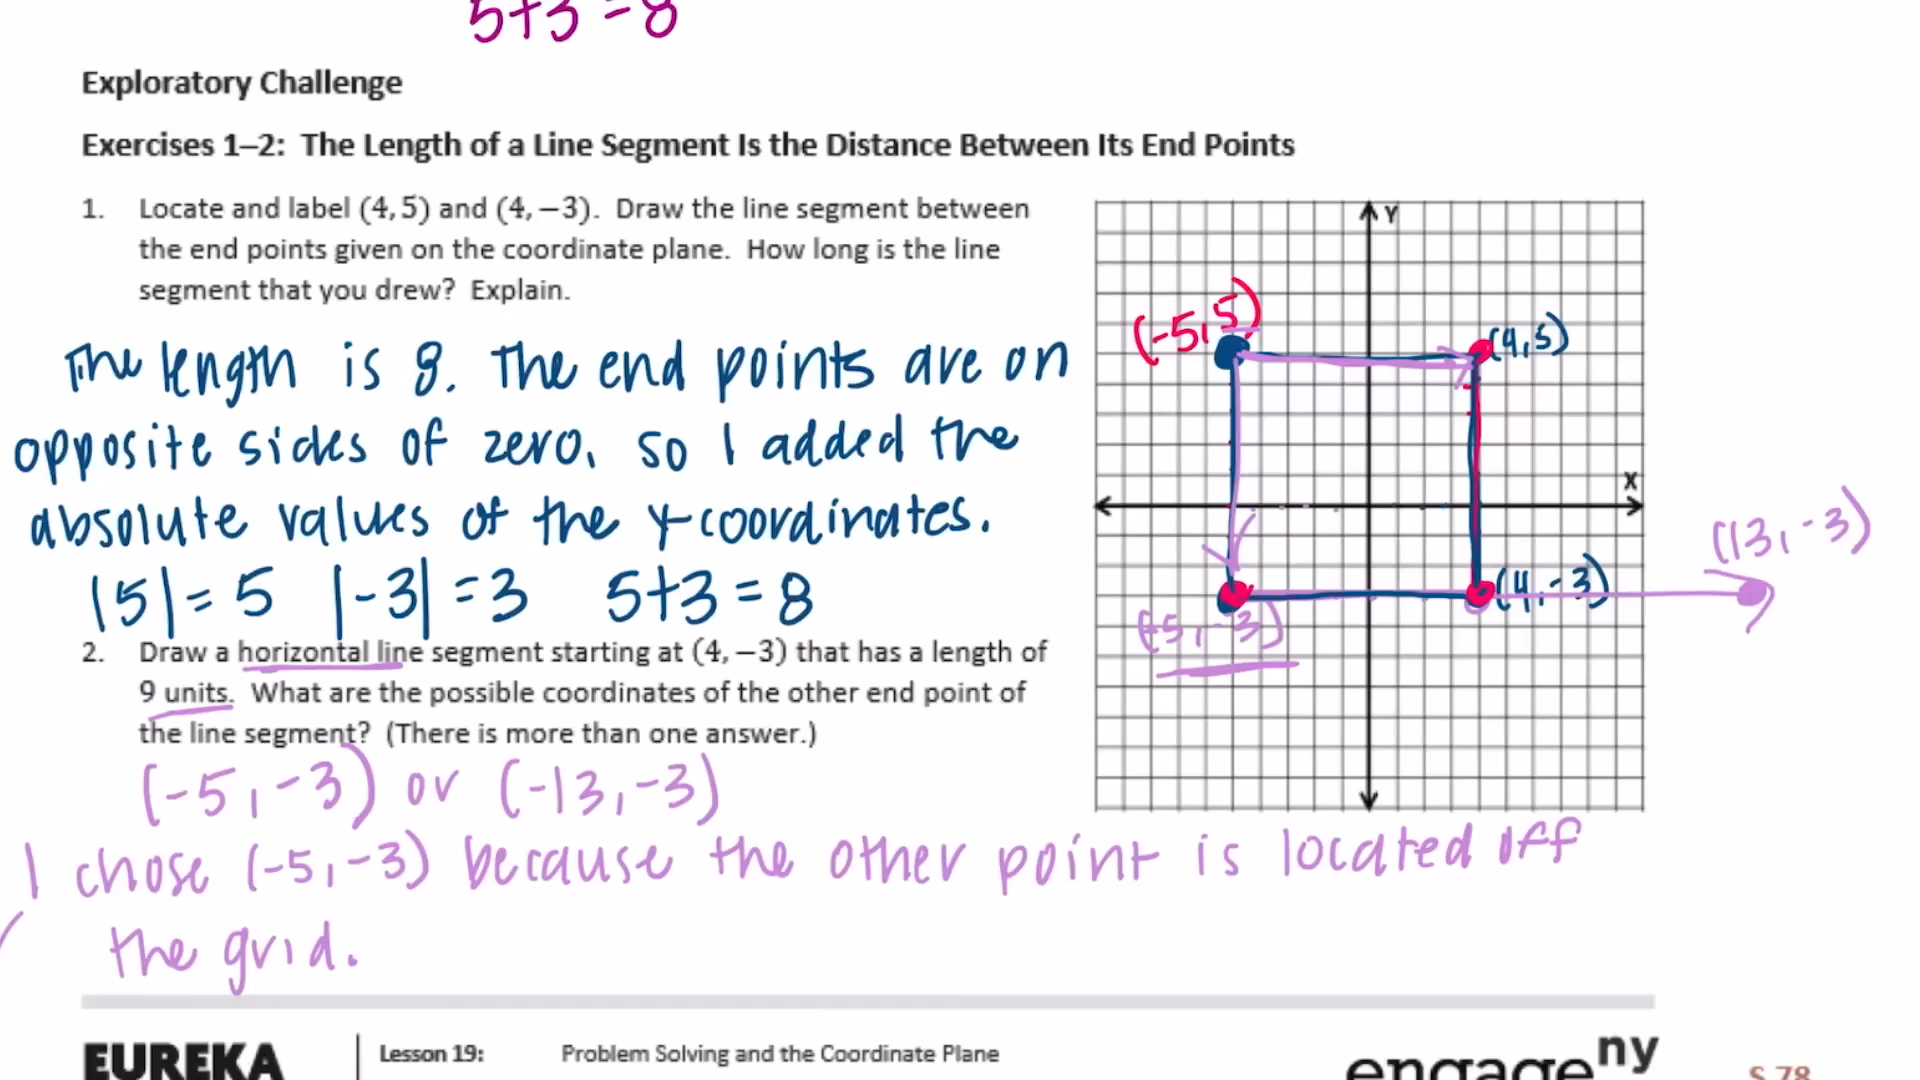 5+3=8
Exploratory Challenge
Exercises 1–2: The Length of a Line Segment Is the Distance Between Its End Points
1. Locate and label (4, 5) and (4, −3). Draw the line segment between
the end points given on the coordinate plane. How long is the line
segment that you drew? Explain.
The length is 8. The end points are on
opposite sides of zero, so I added the
absolute values of the y-coordinates.
|5|=5 |-3|=3 5+3=8
2. Draw a horizontal line segment starting at (4, −3) that has a length of
9 units. What are the possible coordinates of the other end point of
the line segment? (There is more than one answer.)
(-5,-3) or (-13,-3)
I chose (-5,-3) because the other point is located off
the grid.
Y
(-5,5)
(4,5)
X
(13,-3)
(4,-3)
(-5,-3)
EUREKA
Lesson 19: Problem Solving and the Coordinate Plane
engage ny
S.78